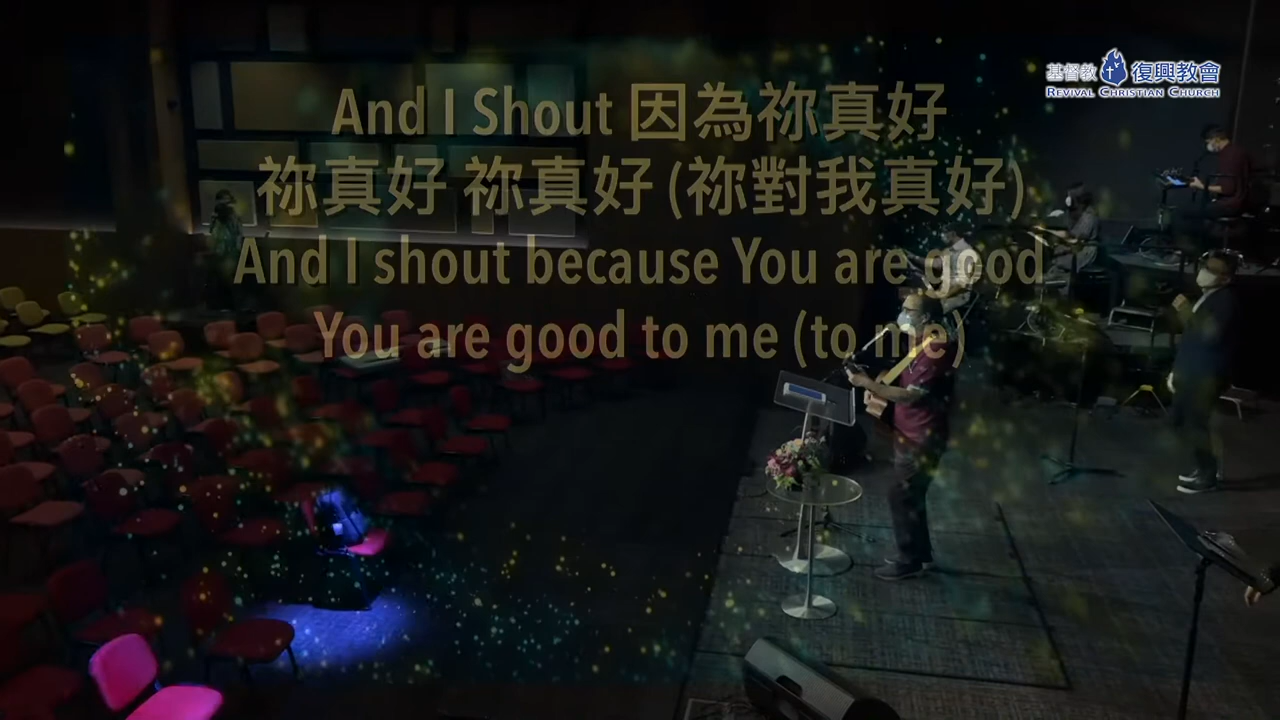 基督教 復興教會
REVIVAL CHRISTIAN CHURCH
And I Shout 因為祢真好
祢真好 祢真好 (祢對我真好)
And I shout because You are good
You are good to me (to me)